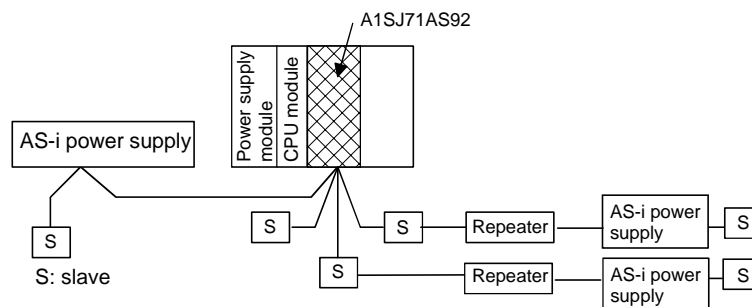 A1SJ71AS92
Power supply
module
CPU module
AS-i power supply
S
S
S
Repeater
AS-i power
supply
S
S: slave
S
Repeater
AS-i power
supply
S